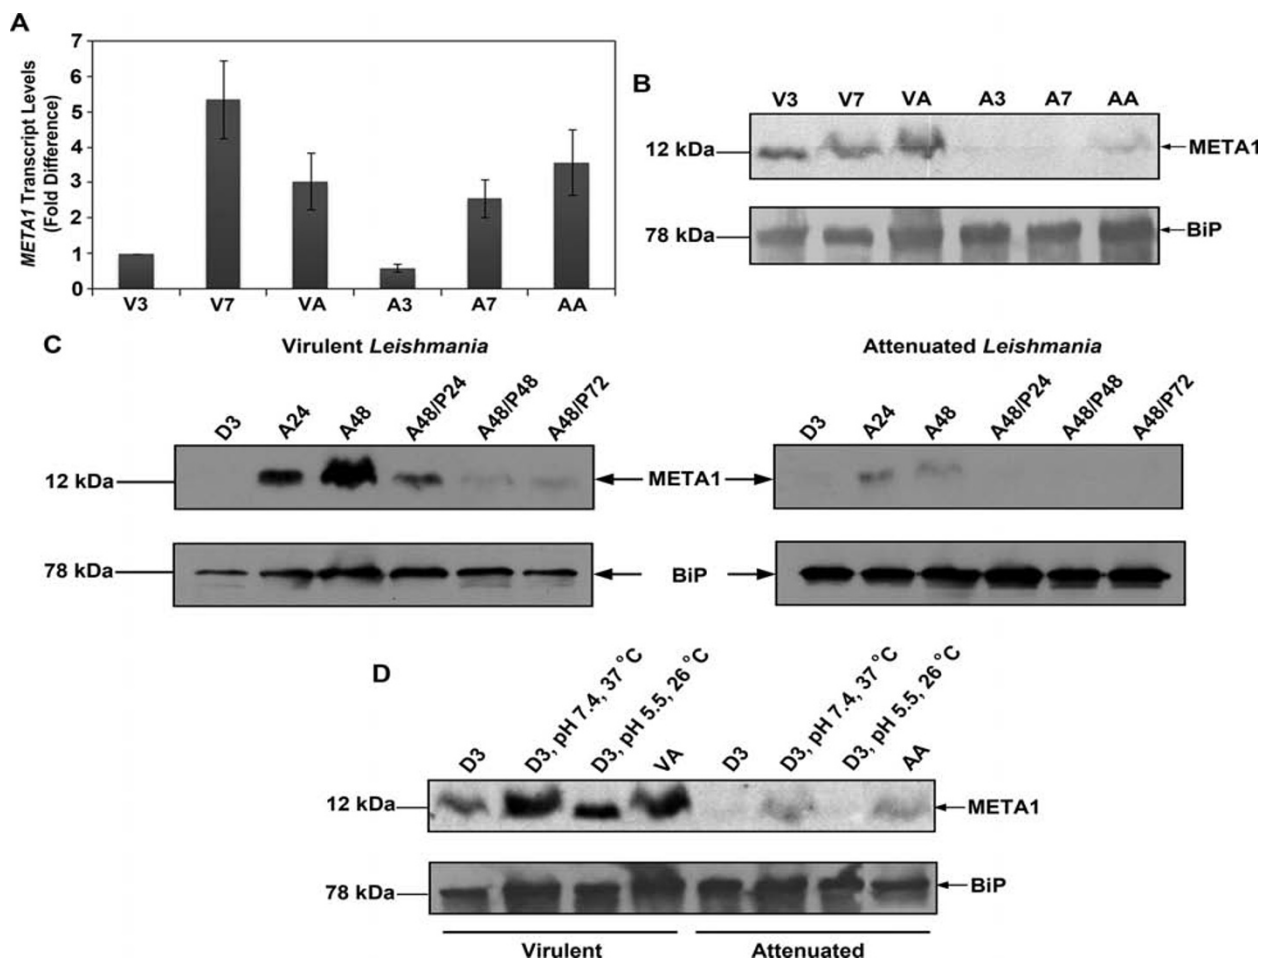 A
META1 Transcript Levels
(Fold Difference)
7
6
5
4
3
2
1
0
V3 V7 VA A3 A7 AA
B
V3 V7 VA A3 A7 AA
12 kDa META1
78 kDa BiP
C
Virulent Leishmania Attenuated Leishmania
D3 A24 A48 A48/P24 A48/P48 A48/P72 D3 A24 A48 A48/P24 A48/P48 A48/P72
12 kDa META1
78 kDa BiP
D
D3 D3, pH 7.4, 37 °C D3, pH 5.5, 26 °C VA D3 D3, pH 7.4, 37 °C D3, pH 5.5, 26 °C AA
12 kDa META1
78 kDa BiP
Virulent Attenuated